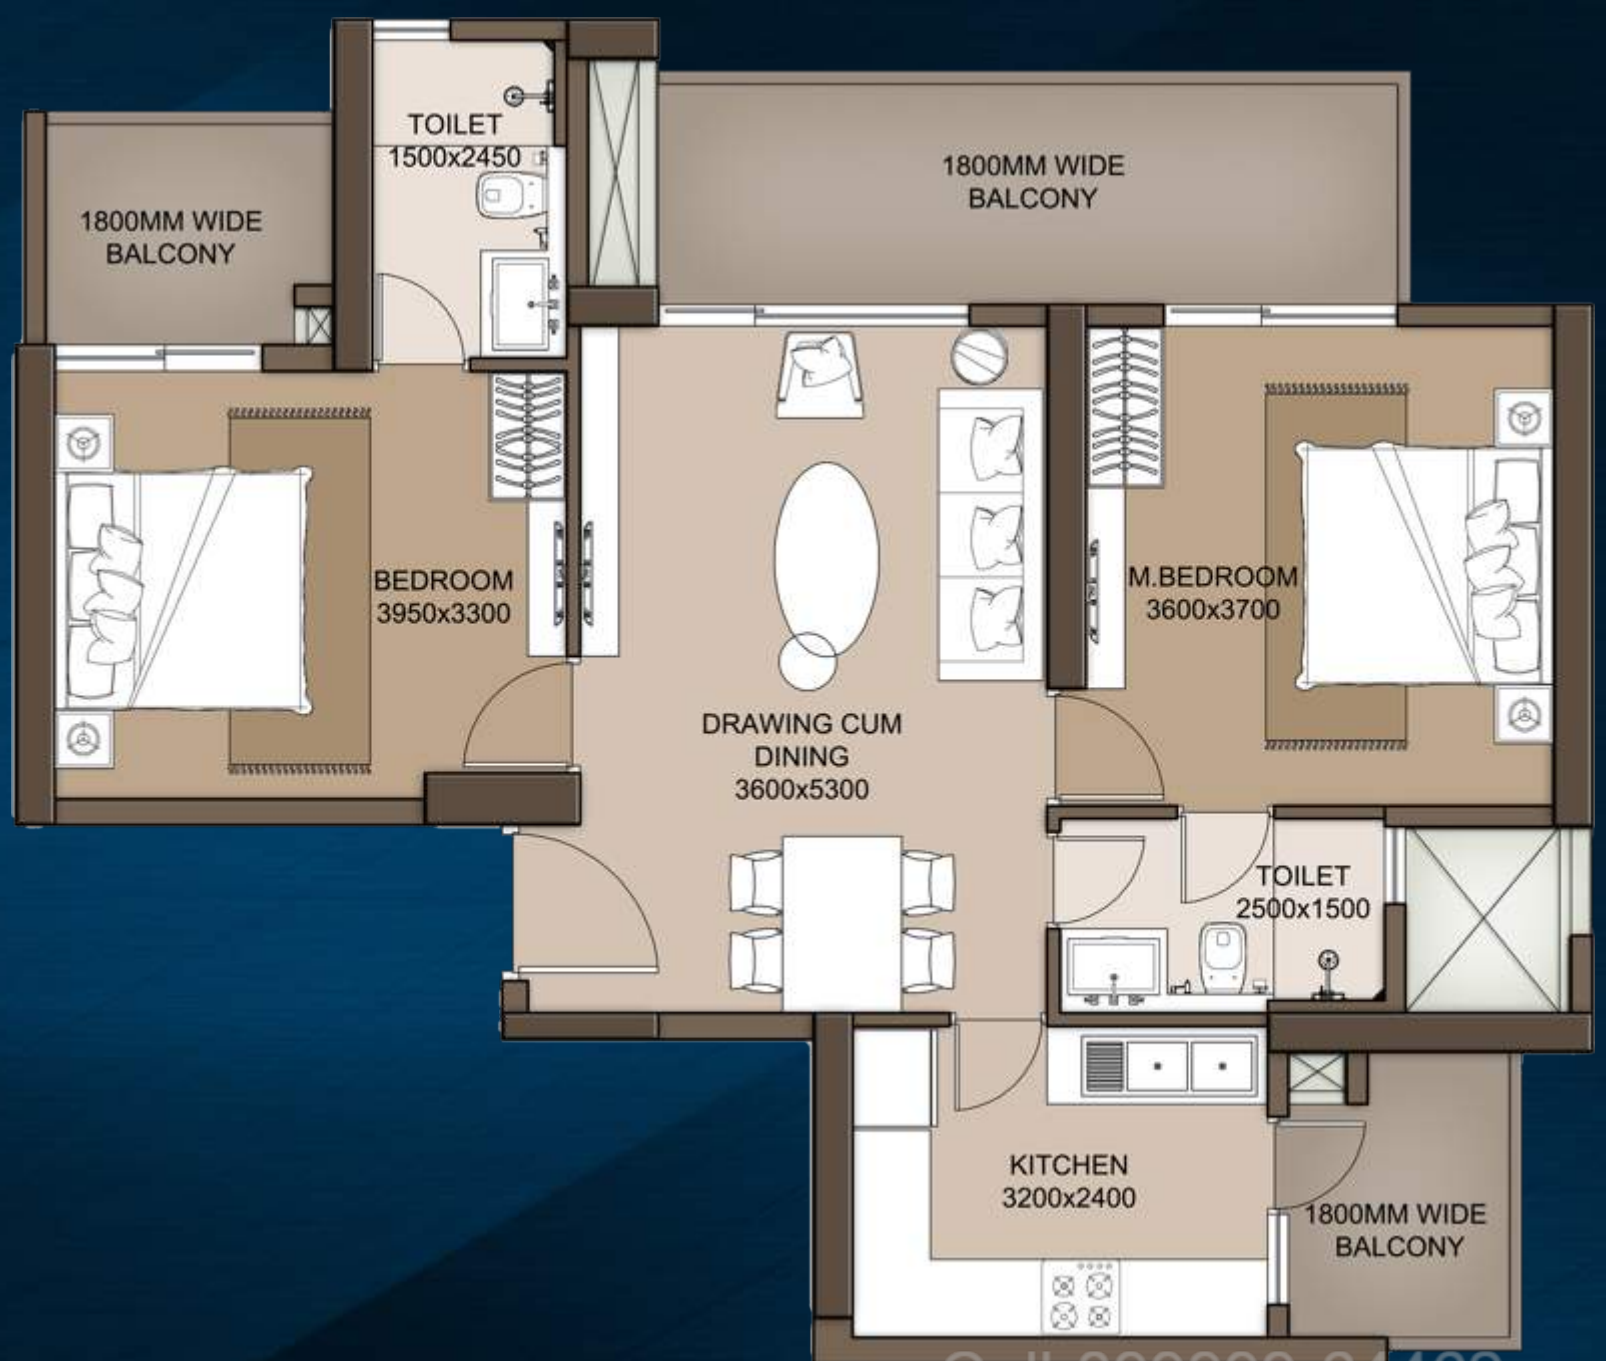 TOILET
1500x2450
1800MM WIDE
BALCONY
1800MM WIDE
BALCONY
BEDROOM
3950x3300
M.BEDROOM
3600x3700
DRAWING CUM
DINING
3600x5300
TOILET
2500x1500
KITCHEN
3200x2400
1800MM WIDE
BALCONY